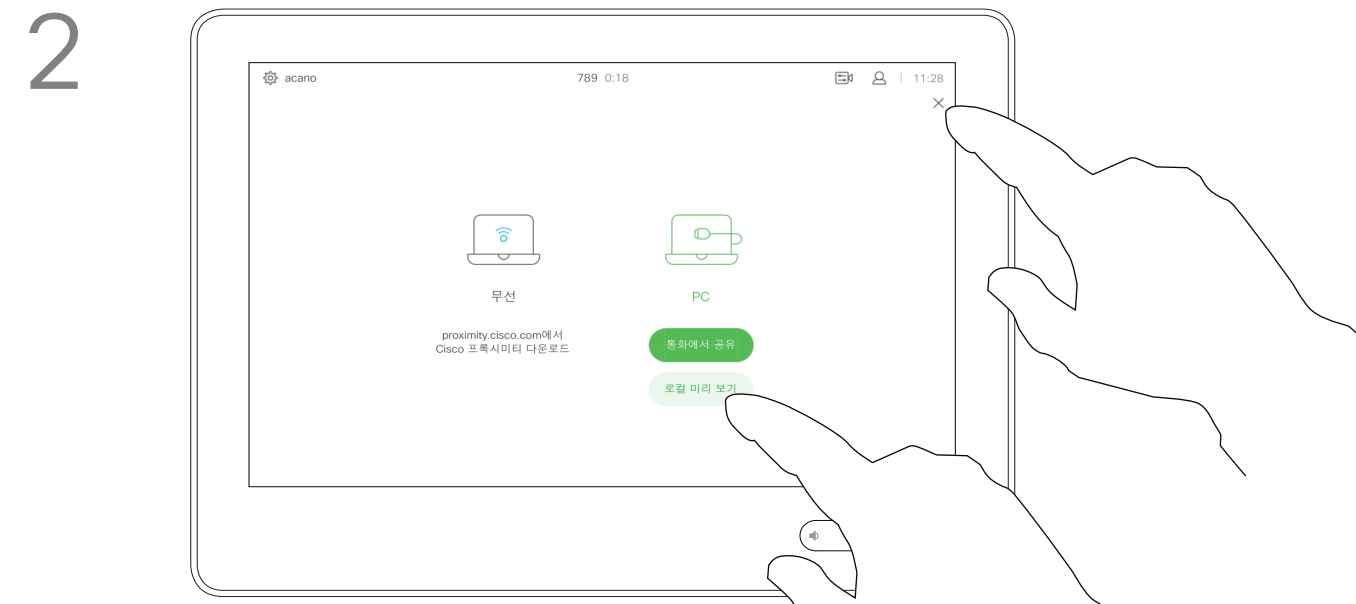 2
acano 789 0:18 11:28
무선 PC
proximity.cisco.com에서
Cisco 프록시미티 다운로드
통화에서 공유
로컬 미리 보기